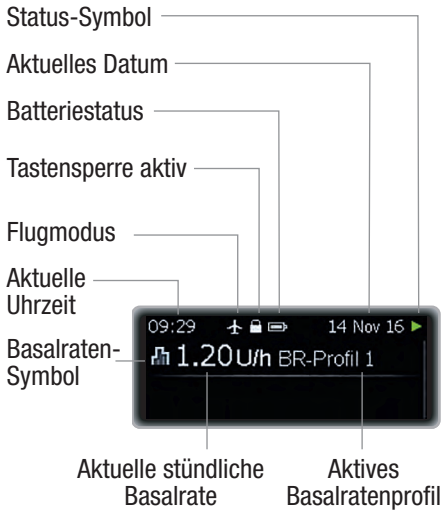 Status-Symbol
Aktuelles Datum
Batteriestatus
Tastensperre aktiv
Flugmodus
Aktuelle
Uhrzeit
09:29 14 Nov 16
Basalraten-
Symbol
1.20 U/h BR-Profil 1
Aktuelle stündliche
Basalrate
Aktives
Basalratenprofil